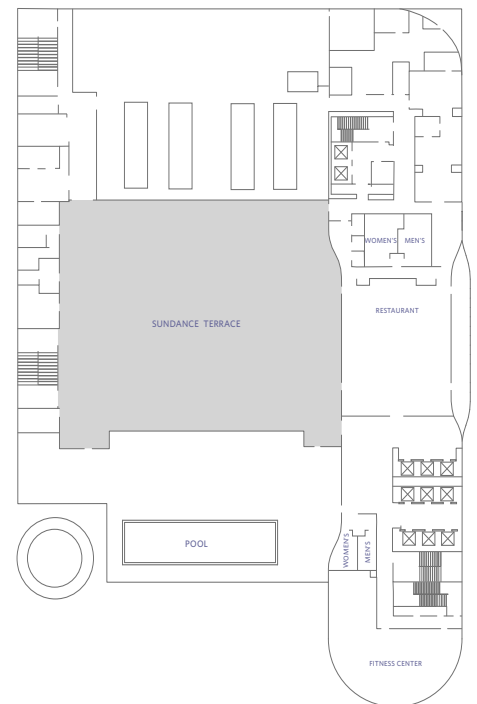 WOMEN'S
MEN'S
RESTAURANT
SUNDANCE TERRACE
POOL
WOMEN'S
MEN'S
FITNESS CENTER